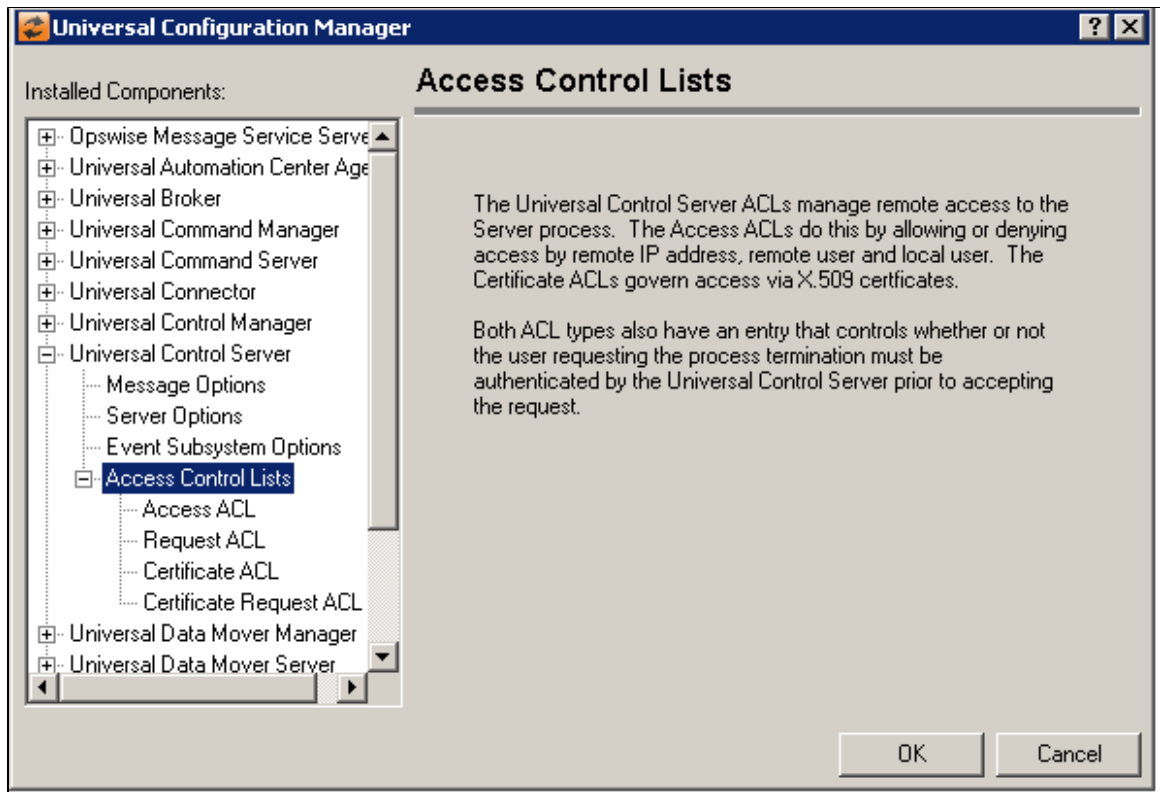 Universal Configuration Manager
Installed Components:
Access Control Lists
Opswise Message Service Serve
Universal Automation Center Age
Universal Broker
Universal Command Manager
Universal Command Server
Universal Connector
Universal Control Manager
Universal Control Server
Message Options
Server Options
Event Subsystem Options
Access Control Lists
Access ACL
Request ACL
Certificate ACL
Certificate Request ACL
Universal Data Mover Manager
Universal Data Mover Server
The Universal Control Server ACLs manage remote access to the
Server process. The Access ACLs do this by allowing or denying
access by remote IP address, remote user and local user. The
Certificate ACLs govern access via X.509 certficates.
Both ACL types also have an entry that controls whether or not
the user requesting the process termination must be
authenticated by the Universal Control Server prior to accepting
the request.
OK
Cancel